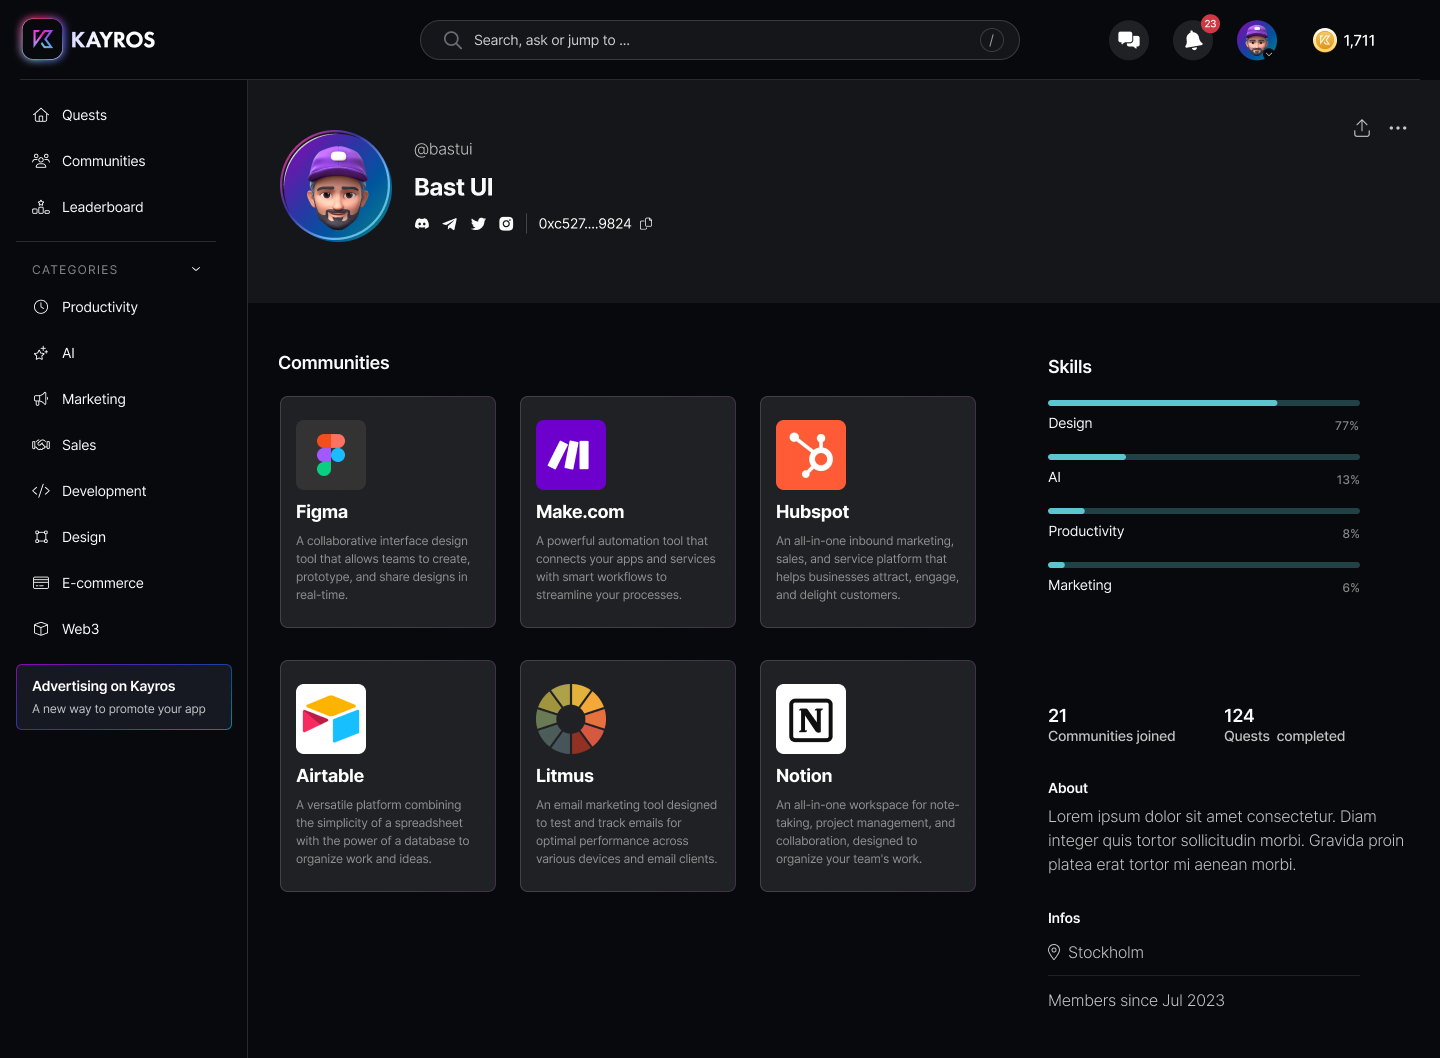 KAYROS
Search, ask or jump to ...
/
23
1,711
Quests
Communities
Leaderboard
CATEGORIES
Productivity
AI
Marketing
Sales
Development
Design
E-commerce
Web3
Advertising on Kayros
A new way to promote your app
@bastui
Bast UI
0xc527....9824
Communities
Figma
A collaborative interface design
tool that allows teams to create,
prototype, and share designs in
real-time.
Make.com
A powerful automation tool that
connects your apps and services
with smart workflows to
streamline your processes.
Hubspot
An all-in-one inbound marketing,
sales, and service platform that
helps businesses attract, engage,
and delight customers.
Airtable
A versatile platform combining
the simplicity of a spreadsheet
with the power of a database to
organize work and ideas.
Litmus
An email marketing tool designed
to test and track emails for
optimal performance across
various devices and email clients.
N
Notion
An all-in-one workspace for note-
taking, project management, and
collaboration, designed to
organize your team's work.
Skills
Design 77%
AI 13%
Productivity 8%
Marketing 6%
21
Communities joined
124
Quests completed
About
Lorem ipsum dolor sit amet consectetur. Diam
integer quis tortor sollicitudin morbi. Gravida proin
platea erat tortor mi aenean morbi.
Infos
Stockholm
Members since Jul 2023